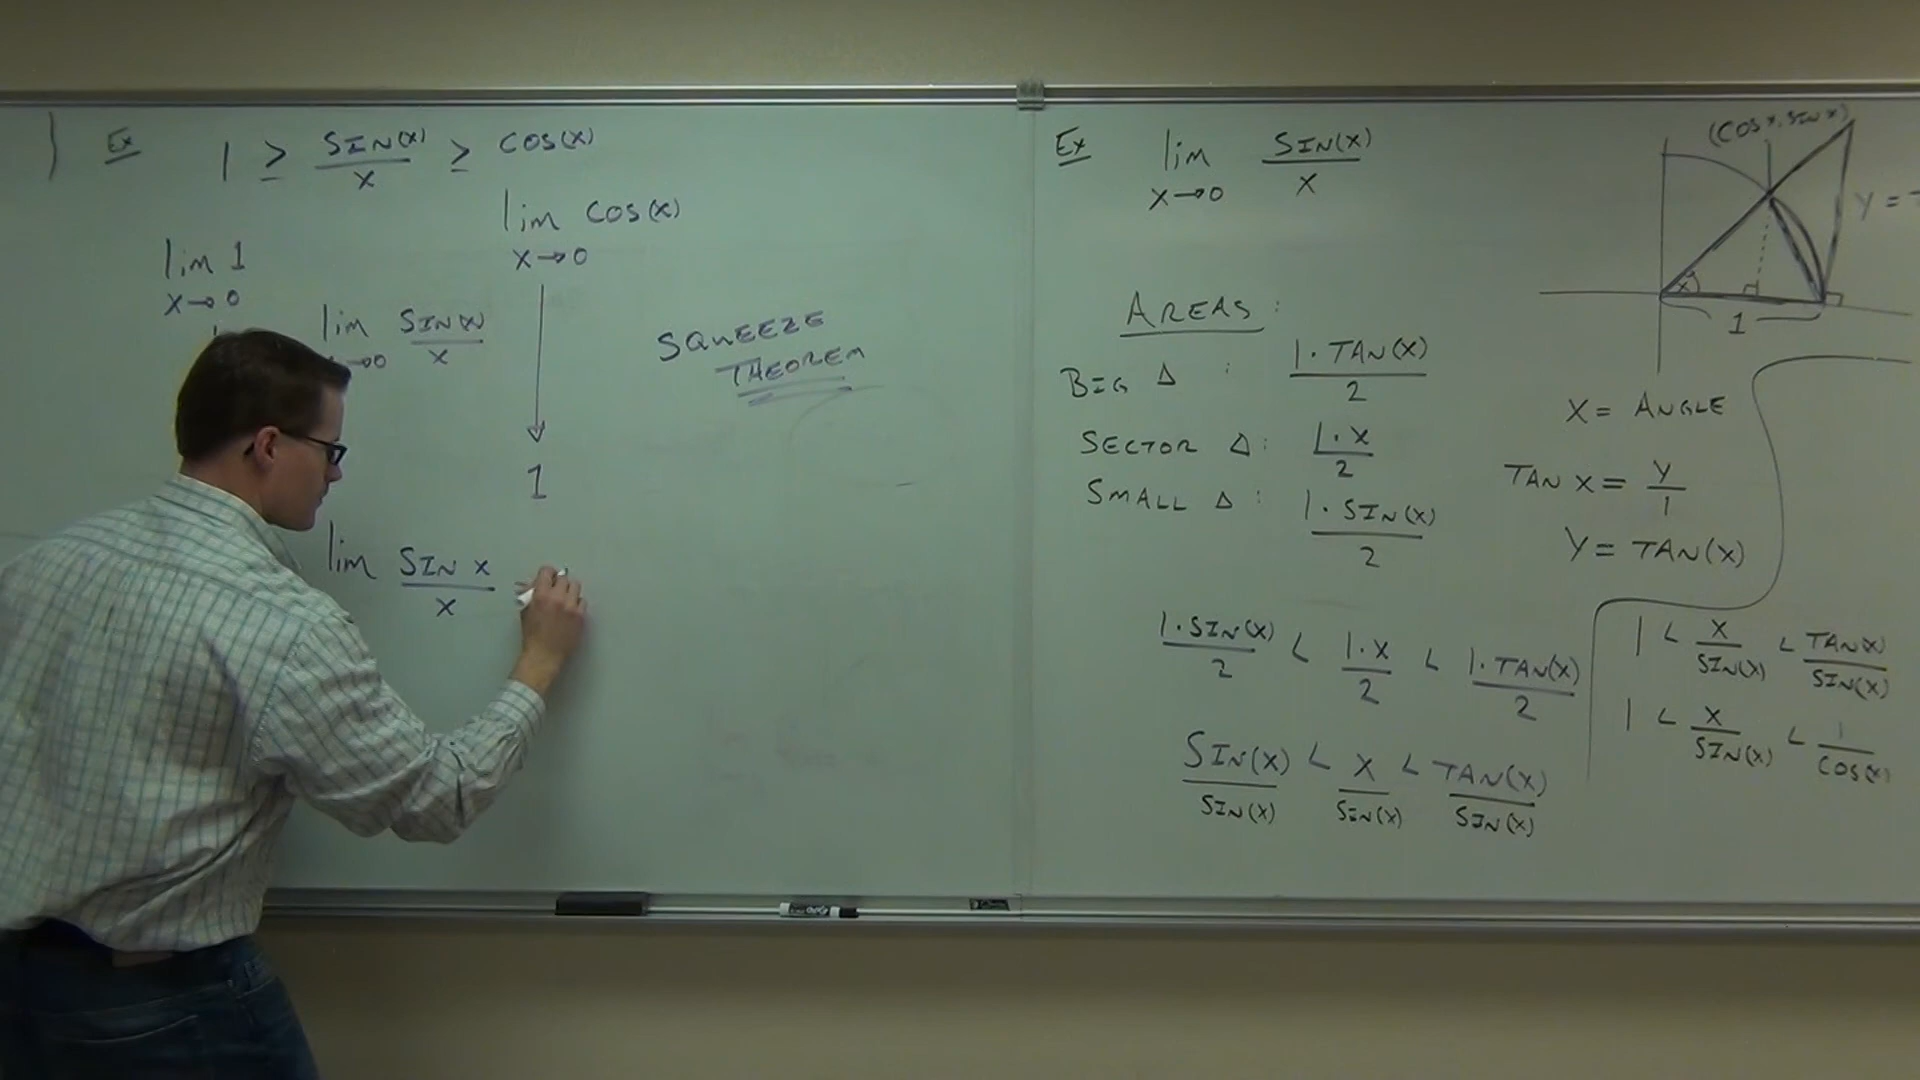 Ex 1 ≥ SIN(x)/x ≥ COS(x)
lim COS(x)
x→0
lim 1
x→0
lim SIN(x)/x
→0
SQUEEZE
THEOREM
1
lim SIN x/x
Ex lim SIN(x)/x
x→0
(COS x, SIN x)
Y =
x
1
AREAS:
BIG Δ : 1·TAN(x)/2
SECTOR Δ: 1·x/2
SMALL Δ: 1·SIN(x)/2
X = ANGLE
TAN X = Y/1
Y = TAN(X)
1·SIN(x)/2 < 1·x/2 < 1·TAN(x)/2
SIN(x)/SIN(x) < x/SIN(x) < TAN(x)/SIN(x)
1 < x/SIN(x) < TAN(x)/SIN(x)
1 < x/SIN(x) < 1/COS(x)